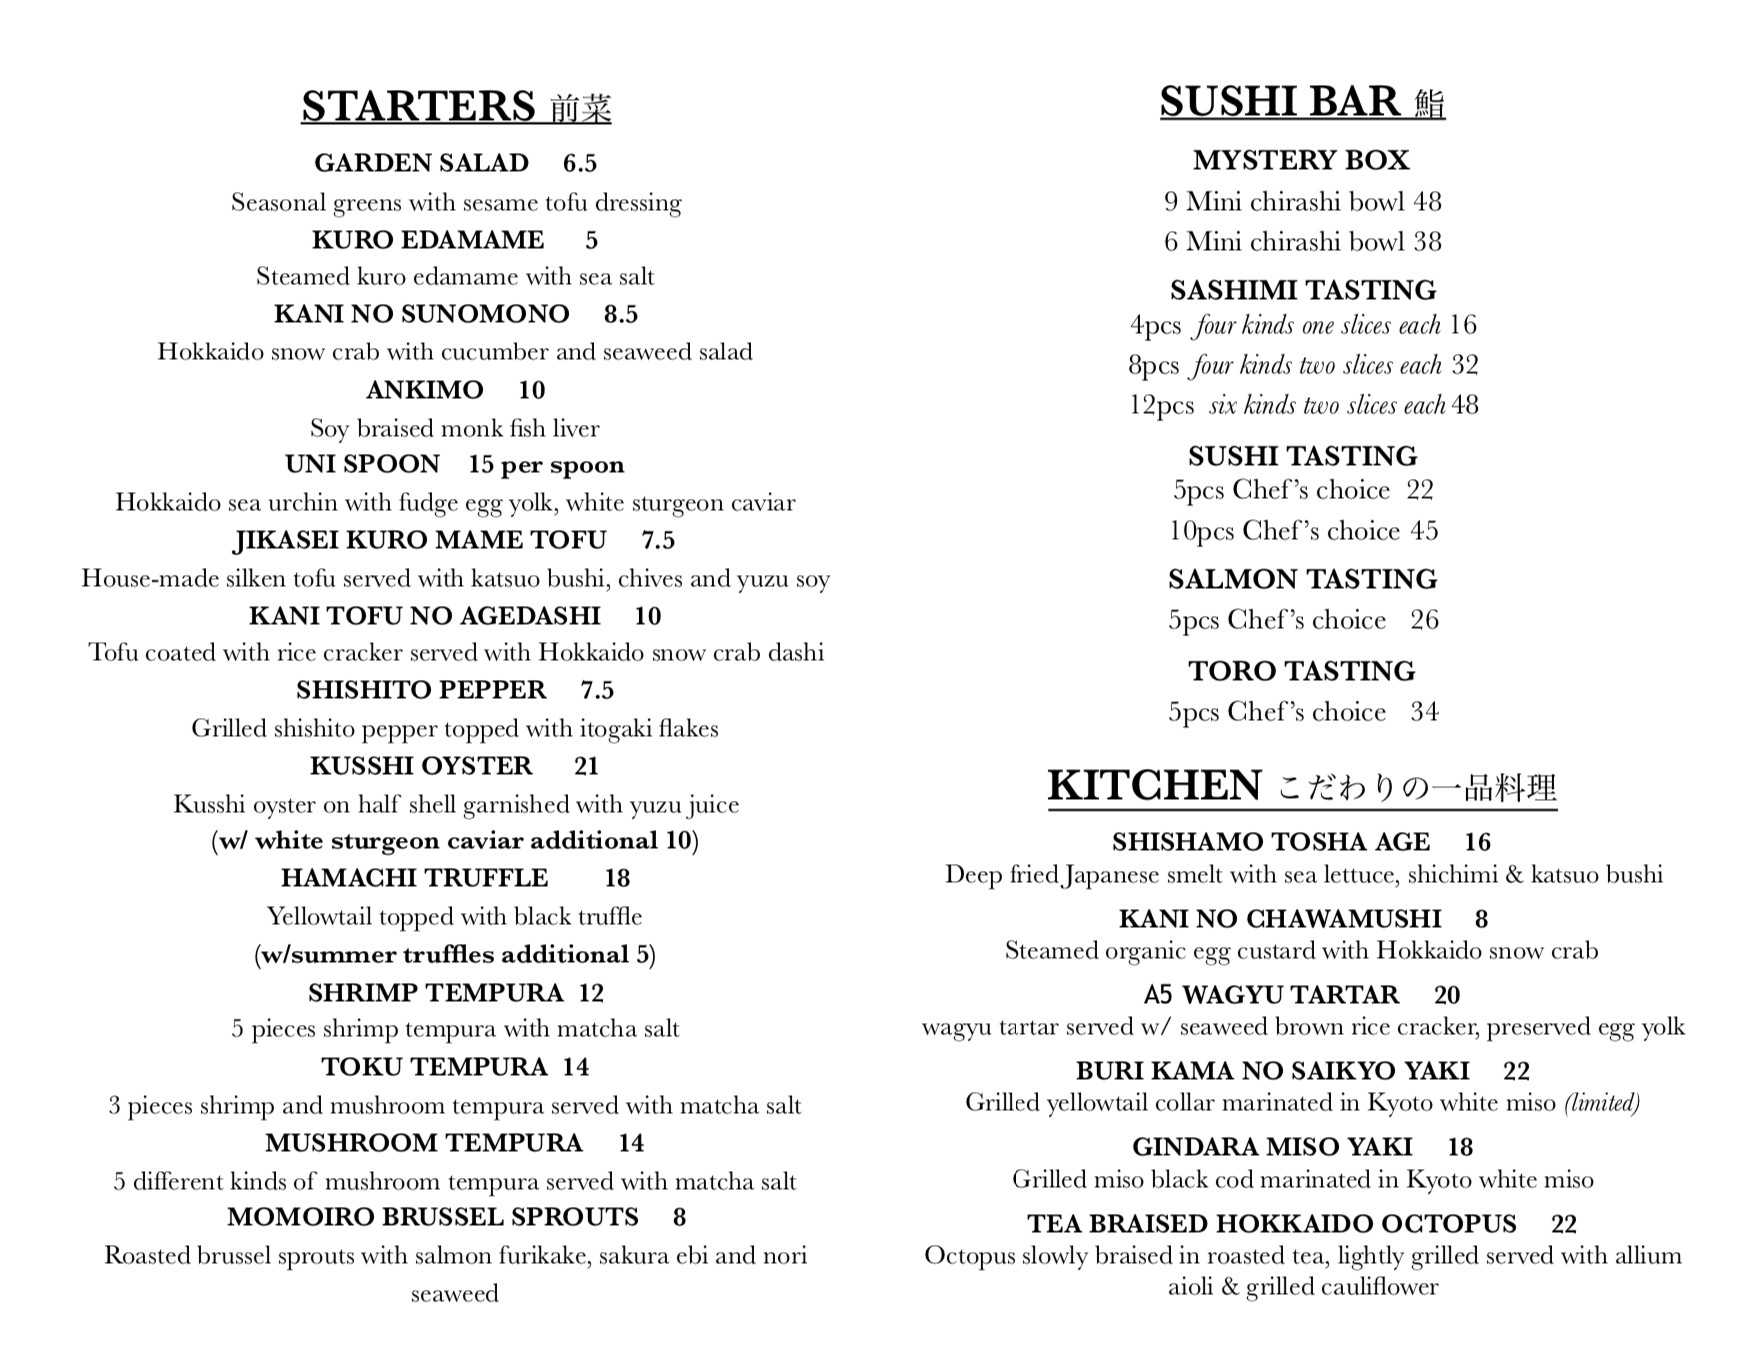 STARTERS 前菜
GARDEN SALAD 6.5
Seasonal greens with sesame tofu dressing
KURO EDAMAME 5
Steamed kuro edamame with sea salt
KANI NO SUNOMONO 8.5
Hokkaido snow crab with cucumber and seaweed salad
ANKIMO 10
Soy braised monk fish liver
UNI SPOON 15 per spoon
Hokkaido sea urchin with fudge egg yolk, white sturgeon caviar
JIKASEI KURO MAME TOFU 7.5
House-made silken tofu served with katsuo bushi, chives and yuzu soy
KANI TOFU NO AGEDASHI 10
Tofu coated with rice cracker served with Hokkaido snow crab dashi
SHISHITO PEPPER 7.5
Grilled shishito pepper topped with itogaki flakes
KUSSHI OYSTER 21
Kusshi oyster on half shell garnished with yuzu juice
(w/ white sturgeon caviar additional 10)
HAMACHI TRUFFLE 18
Yellowtail topped with black truffle
(w/summer truffles additional 5)
SHRIMP TEMPURA 12
5 pieces shrimp tempura with matcha salt
TOKU TEMPURA 14
3 pieces shrimp and mushroom tempura served with matcha salt
MUSHROOM TEMPURA 14
5 different kinds of mushroom tempura served with matcha salt
MOMOIRO BRUSSEL SPROUTS 8
Roasted brussel sprouts with salmon furikake, sakura ebi and nori
seaweed
SUSHI BAR 鮨
MYSTERY BOX
9 Mini chirashi bowl 48
6 Mini chirashi bowl 38
SASHIMI TASTING
4pcs four kinds one slices each 16
8pcs four kinds two slices each 32
12pcs six kinds two slices each 48
SUSHI TASTING
5pcs Chef's choice 22
10pcs Chef's choice 45
SALMON TASTING
5pcs Chef's choice 26
TORO TASTING
5pcs Chef's choice 34
KITCHEN こだわりの一品料理
SHISHAMO TOSHA AGE 16
Deep fried Japanese smelt with sea lettuce, shichimi & katsuo bushi
KANI NO CHAWAMUSHI 8
Steamed organic egg custard with Hokkaido snow crab
A5 WAGYU TARTAR 20
wagyu tartar served w/ seaweed brown rice cracker, preserved egg yolk
BURI KAMA NO SAIKYO YAKI 22
Grilled yellowtail collar marinated in Kyoto white miso (limited)
GINDARA MISO YAKI 18
Grilled miso black cod marinated in Kyoto white miso
TEA BRAISED HOKKAIDO OCTOPUS 22
Octopus slowly braised in roasted tea, lightly grilled served with allium
aioli & grilled cauliflower